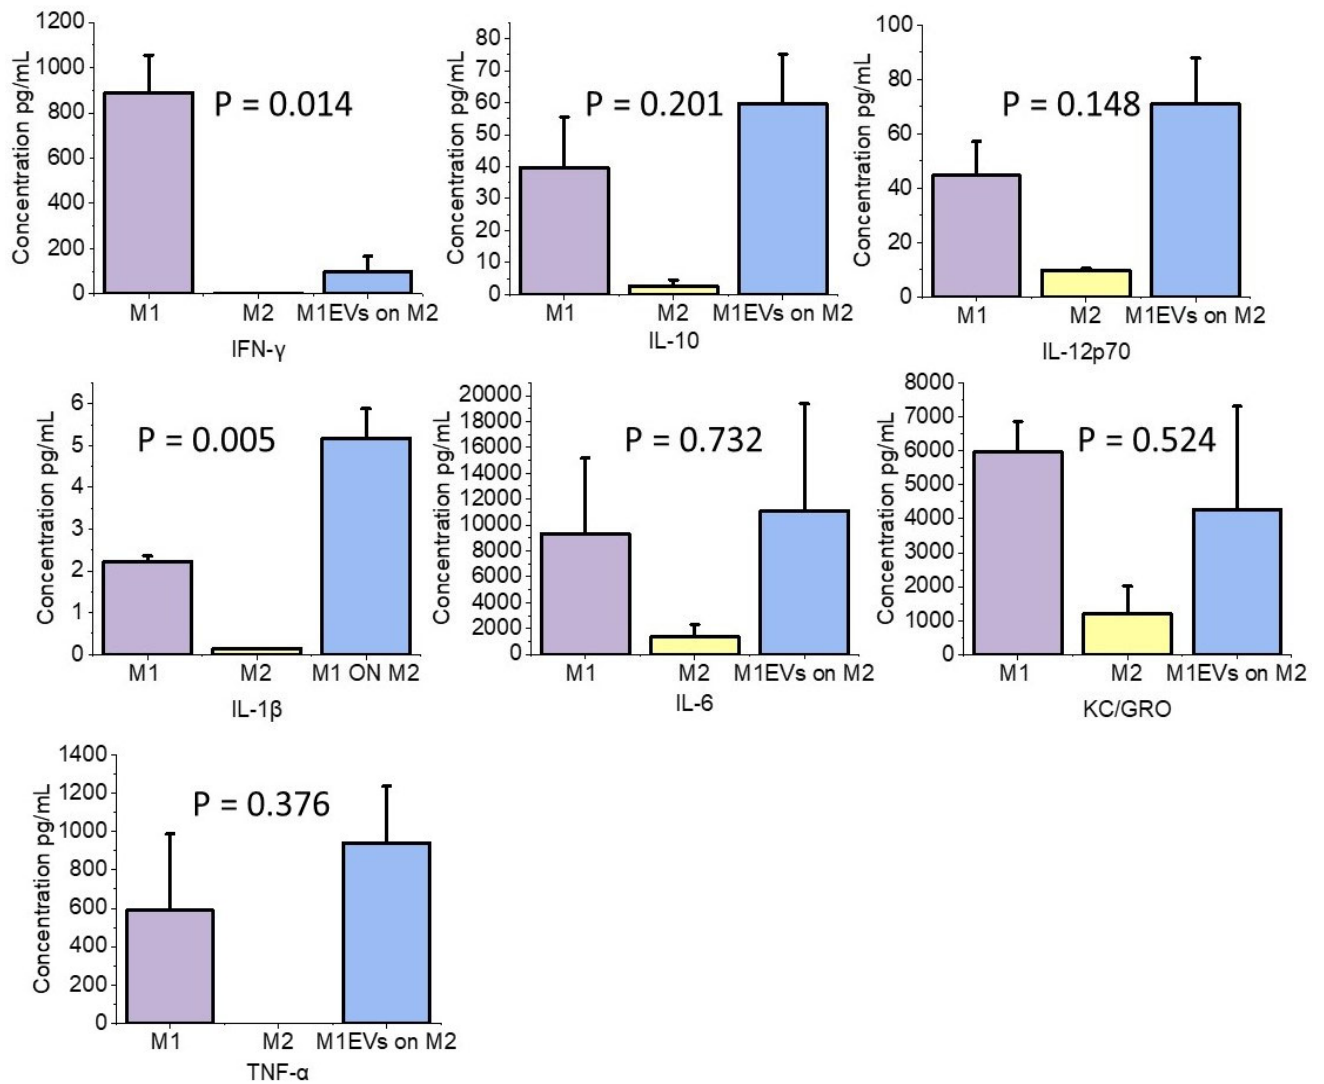 1200
1000
800
600
400
200
0
Concentration pg/mL
P = 0.014
M1 M2 M1EVs on M2
IFN-γ
80
70
60
50
40
30
20
10
0
Concentration pg/mL
P = 0.201
M1 M2 M1EVs on M2
IL-10
100
80
60
40
20
0
Concentration pg/mL
P = 0.148
M1 M2 M1EVs on M2
IL-12p70
6
5
4
3
2
1
0
Concentration pg/mL
P = 0.005
M1 M2 M1 ON M2
IL-1β
20000
18000
16000
14000
12000
10000
8000
6000
4000
2000
0
Concentration pg/mL
P = 0.732
M1 M2 M1EVs on M2
IL-6
8000
7000
6000
5000
4000
3000
2000
1000
0
Concentration pg/mL
P = 0.524
M1 M2 M1EVs on M2
KC/GRO
1400
1200
1000
800
600
400
200
0
Concentration pg/mL
P = 0.376
M1 M2 M1EVs on M2
TNF-α